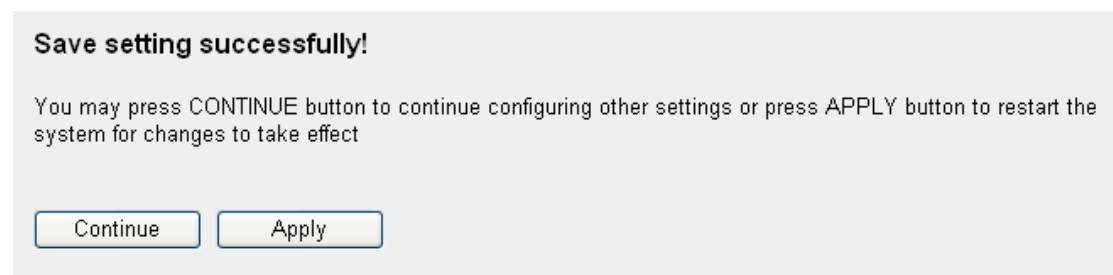 Save setting successfully!
You may press CONTINUE button to continue configuring other settings or press APPLY button to restart the
system for changes to take effect
Continue
Apply